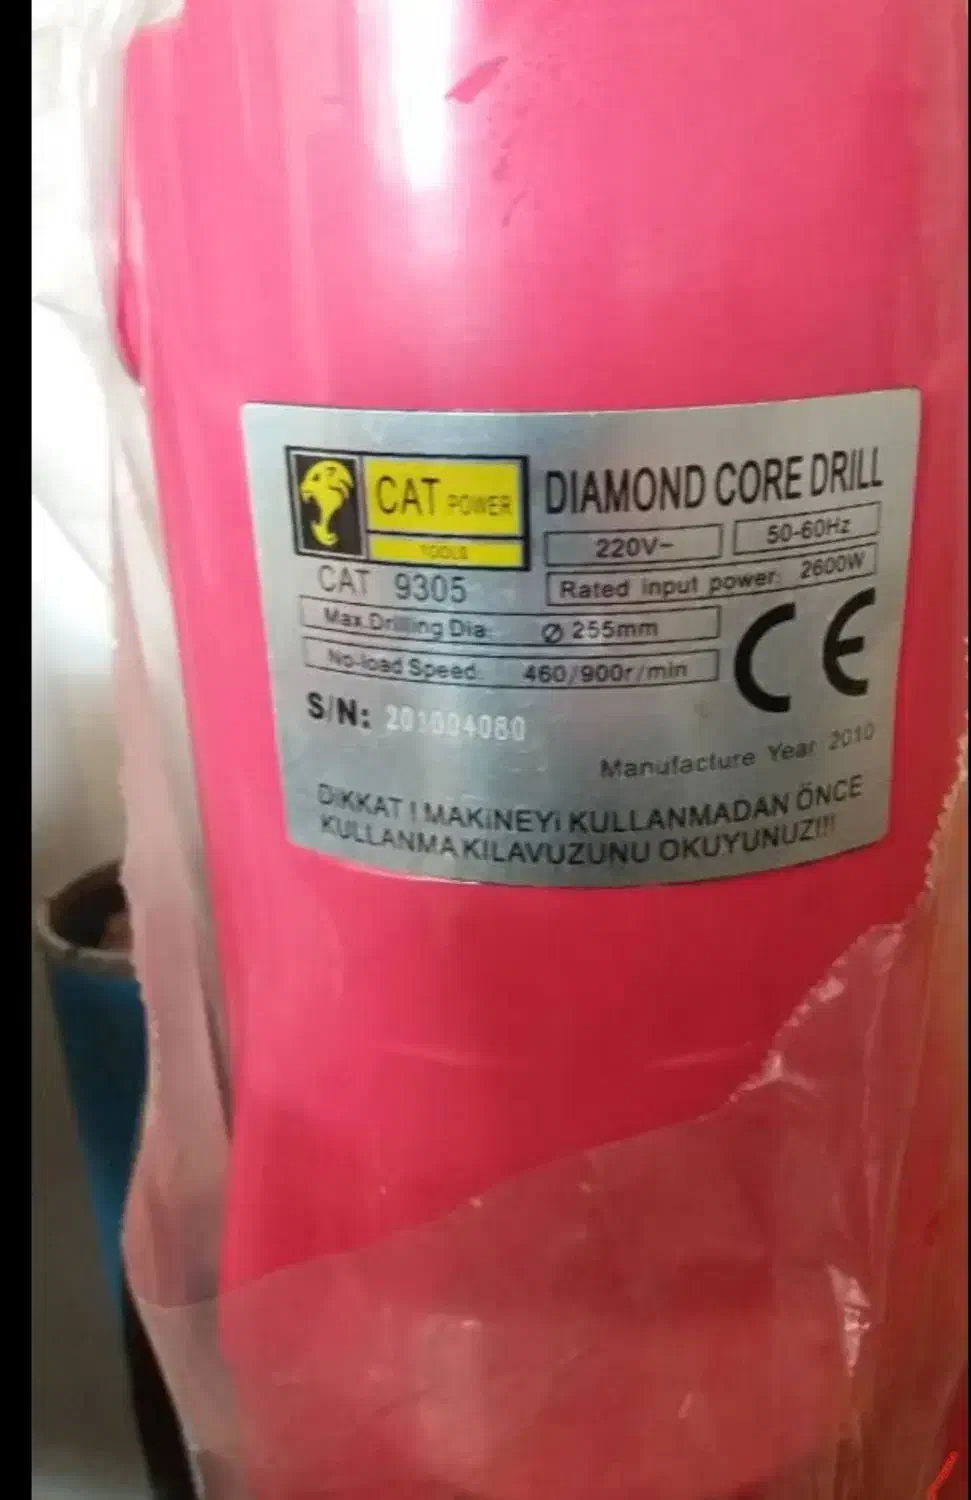 CAT POWER
TOOLS
DIAMOND CORE DRILL
220V~ 50-60Hz
CAT 9305
Rated input power: 2600W
Max.Drilling Dia: Ø 255mm
No-load Speed: 460/900r/min
CE
S/N: 201004080
Manufacture Year 2010
DiKKAT ! MAKiNEYi KULLANMADAN ÖNCE
KULLANMA KILAVUZUNU OKUYUNUZ!!!